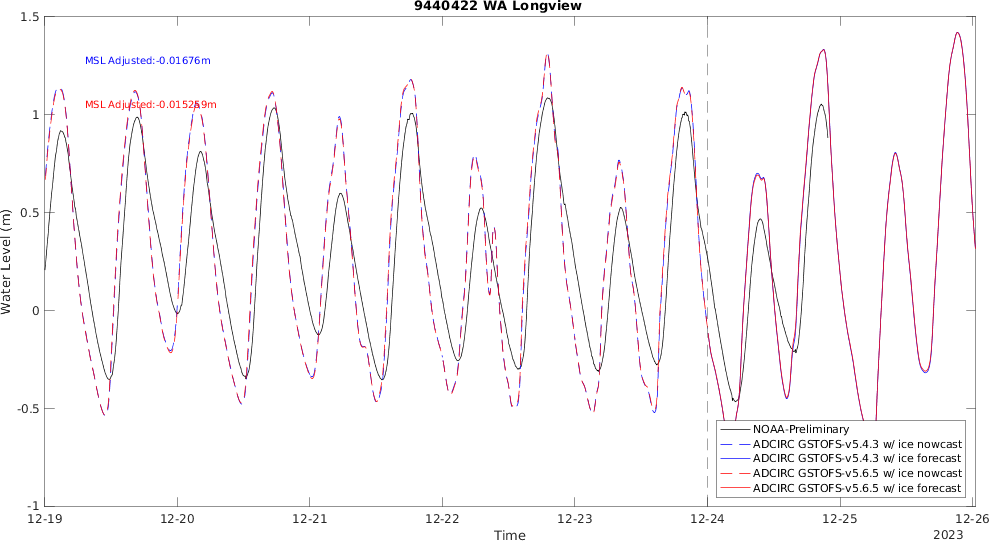 9440422 WA Longview
1.5
MSL Adjusted:-0.01676m
MSL Adjusted:-0.015259m
1
0.5
0
-0.5
-1
Water Level (m)
NOAA-Preliminary
ADCIRC GSTOFS-v5.4.3 w/ ice nowcast
ADCIRC GSTOFS-v5.4.3 w/ ice forecast
ADCIRC GSTOFS-v5.6.5 w/ ice nowcast
ADCIRC GSTOFS-v5.6.5 w/ ice forecast
12-19 12-20 12-21 12-22 12-23 12-24 12-25 12-26
Time
2023